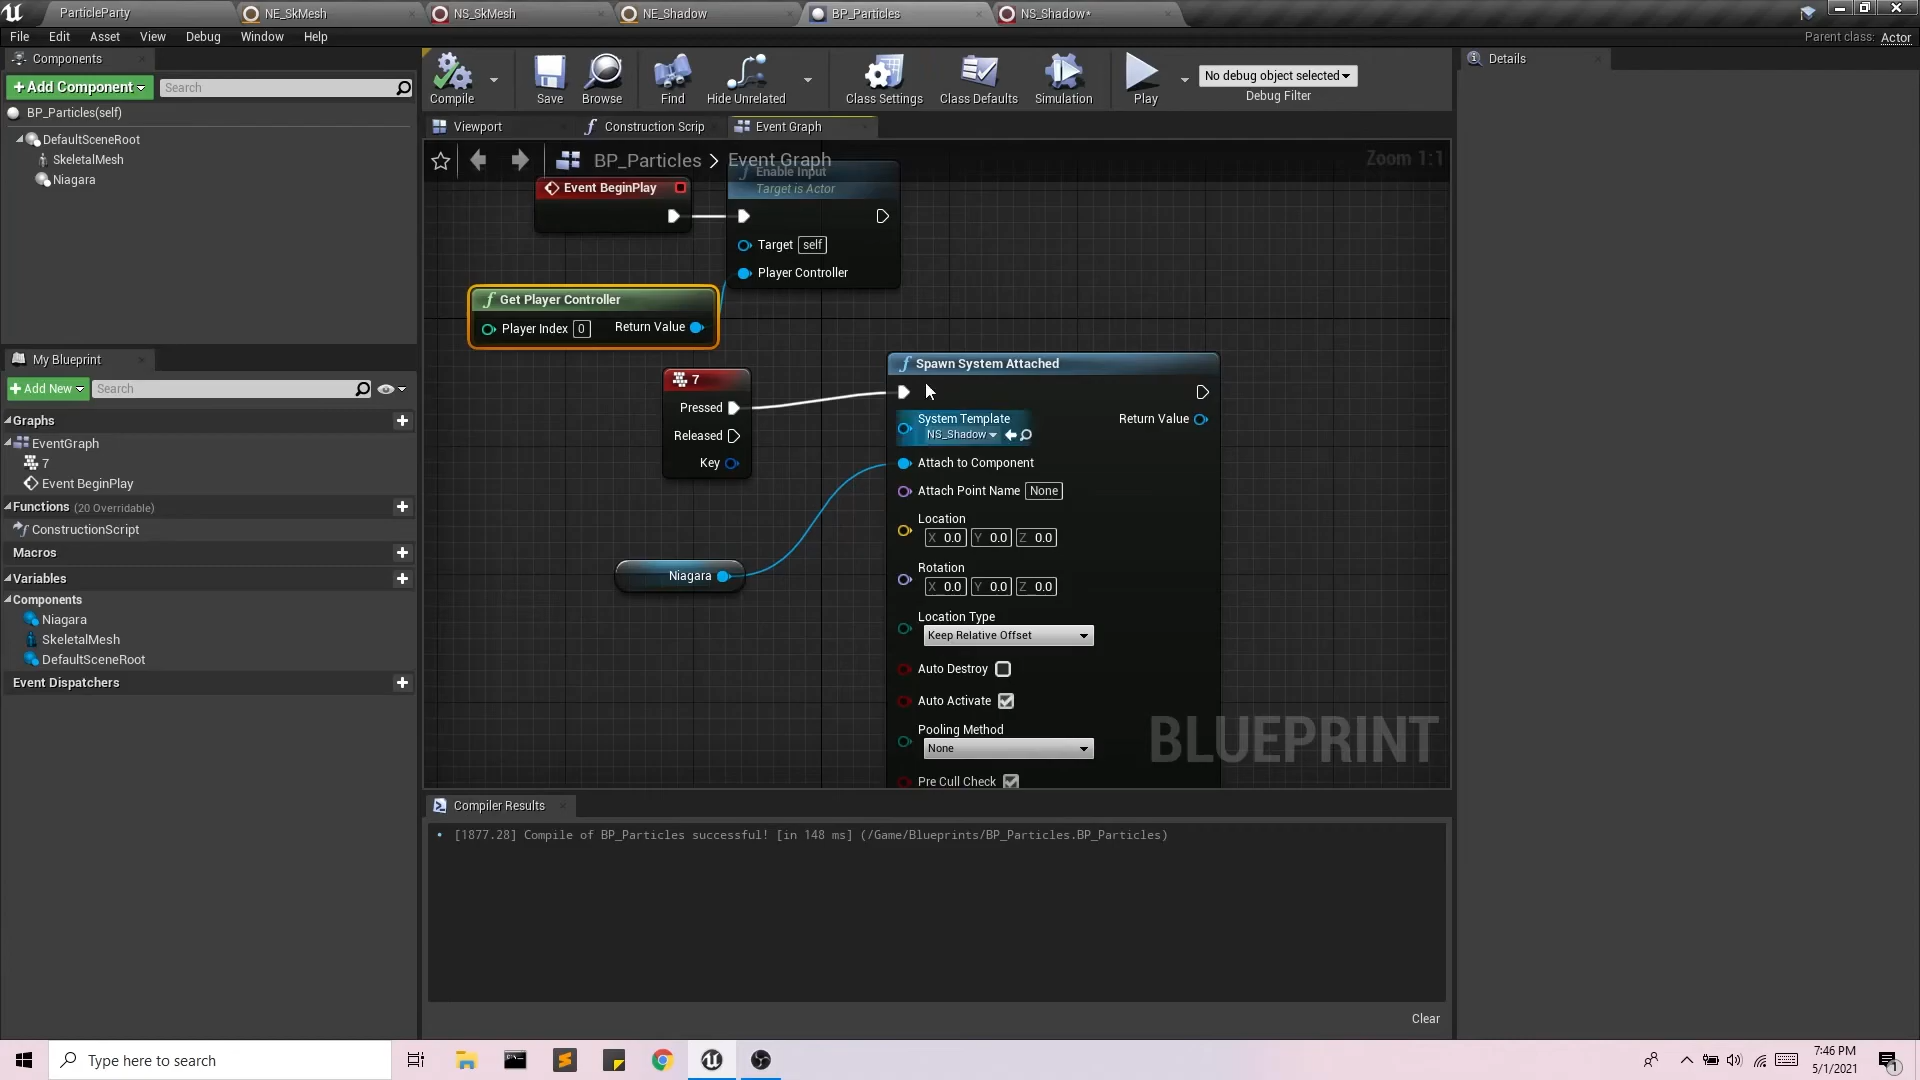 ParticleParty
NE_SkMesh
NS_SkMesh
NE_Shadow
BP_Particles
NS_Shadow*
File Edit Asset View Debug Window Help
Parent class: Actor
Components
+Add Component
Search
BP_Particles(self)
DefaultSceneRoot
SkeletalMesh
Niagara
My Blueprint
+Add New
Search
Graphs
EventGraph
7
Event BeginPlay
Functions (20 Overridable)
ConstructionScript
Macros
Variables
Components
Niagara
SkeletalMesh
DefaultSceneRoot
Event Dispatchers
Compile
Save
Browse
Find
Hide Unrelated
Class Settings
Class Defaults
Simulation
Play
No debug object selected
Debug Filter
Viewport
Construction Scrip
Event Graph
BP_Particles > Event Graph
Zoom 1:1
Event BeginPlay
Enable Input
Target is Actor
Target self
Player Controller
Get Player Controller
Player Index 0
Return Value
7
Pressed
Released
Key
Niagara
Spawn System Attached
System Template
NS_Shadow
Return Value
Attach to Component
Attach Point Name None
Location
X 0.0 Y 0.0 Z 0.0
Rotation
X 0.0 Y 0.0 Z 0.0
Location Type
Keep Relative Offset
Auto Destroy
Auto Activate
Pooling Method
None
Pre Cull Check
BLUEPRINT
Compiler Results
[1877.28] Compile of BP_Particles successful! [in 148 ms] (/Game/Blueprints/BP_Particles.BP_Particles)
Clear
Details
Type here to search
7:46 PM
5/1/2021
1